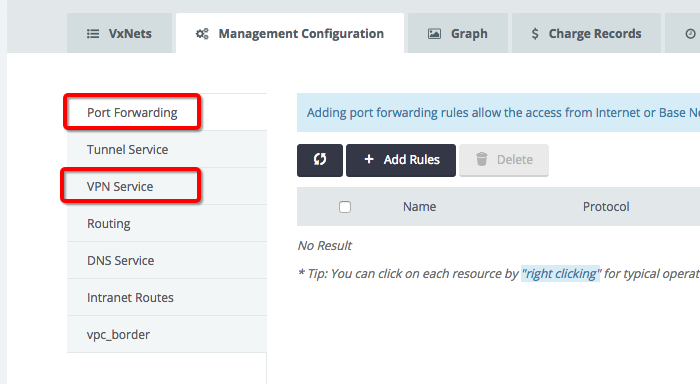 VxNets
Management Configuration
Graph
$ Charge Records
Port Forwarding
Tunnel Service
VPN Service
Routing
DNS Service
Intranet Routes
vpc_border
Adding port forwarding rules allow the access from Internet or Base Ne
+ Add Rules
Delete
Name
Protocol
No Result
* Tip: You can click on each resource by "right clicking" for typical operat